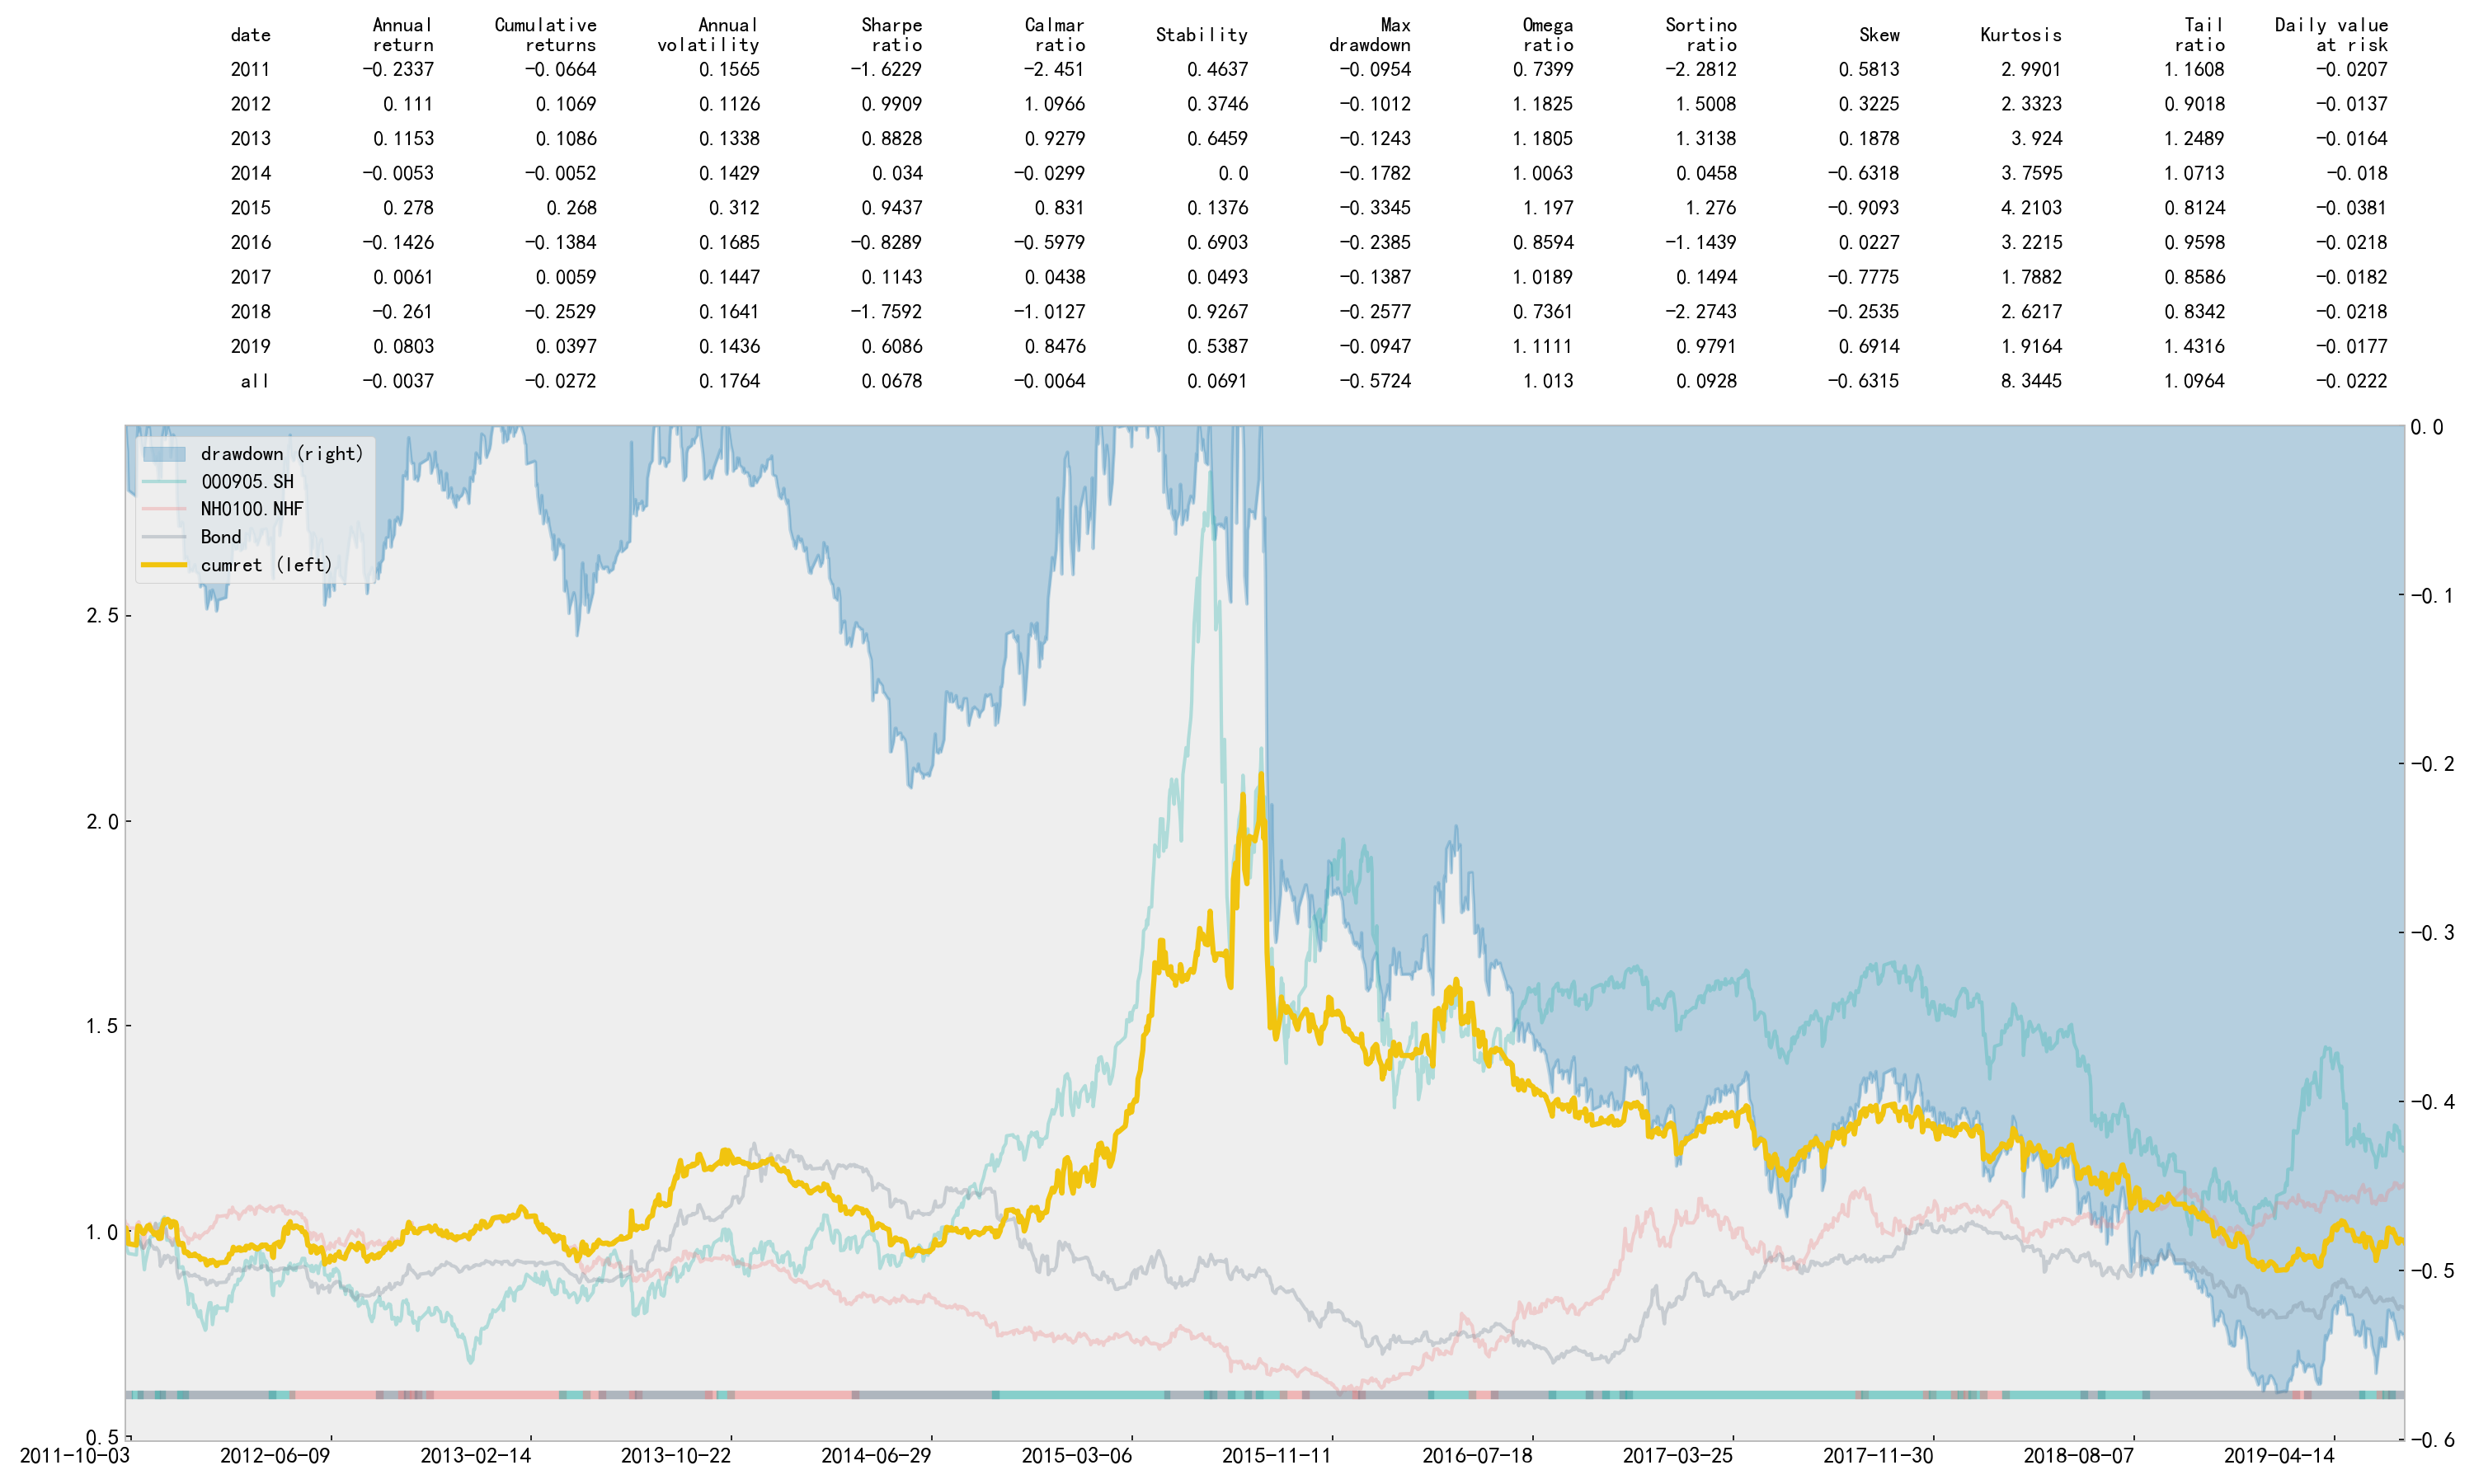 date Annual return Cumulative returns Annual volatility Sharpe ratio Calmar ratio Stability Max drawdown Omega ratio Sortino ratio Skew Kurtosis Tail ratio Daily value at risk
2011 -0.2337 -0.0664 0.1565 -1.6229 -2.451 0.4637 -0.0954 0.7399 -2.2812 0.5813 2.9901 1.1608 -0.0207
2012 0.111 0.1069 0.1126 0.9909 1.0966 0.3746 -0.1012 1.1825 1.5008 0.3225 2.3323 0.9018 -0.0137
2013 0.1153 0.1086 0.1338 0.8828 0.9279 0.6459 -0.1243 1.1805 1.3138 0.1878 3.924 1.2489 -0.0164
2014 -0.0053 -0.0052 0.1429 0.034 -0.0299 0.0 -0.1782 1.0063 0.0458 -0.6318 3.7595 1.0713 -0.018
2015 0.278 0.268 0.312 0.9437 0.831 0.1376 -0.3345 1.197 1.276 -0.9093 4.2103 0.8124 -0.0381
2016 -0.1426 -0.1384 0.1685 -0.8289 -0.5979 0.6903 -0.2385 0.8594 -1.1439 0.0227 3.2215 0.9598 -0.0218
2017 0.0061 0.0059 0.1447 0.1143 0.0438 0.0493 -0.1387 1.0189 0.1494 -0.7775 1.7882 0.8586 -0.0182
2018 -0.261 -0.2529 0.1641 -1.7592 -1.0127 0.9267 -0.2577 0.7361 -2.2743 -0.2535 2.6217 0.8342 -0.0218
2019 0.0803 0.0397 0.1436 0.6086 0.8476 0.5387 -0.0947 1.1111 0.9791 0.6914 1.9164 1.4316 -0.0177
all -0.0037 -0.0272 0.1764 0.0678 -0.0064 0.0691 -0.5724 1.013 0.0928 -0.6315 8.3445 1.0964 -0.0222
drawdown (right)
000905.SH
NH0100.NHF
Bond
cumret (left)
2.5
2.0
1.5
1.0
0.5
0.0
-0.1
-0.2
-0.3
-0.4
-0.5
-0.6
2011-10-03 2012-06-09 2013-02-14 2013-10-22 2014-06-29 2015-03-06 2015-11-11 2016-07-18 2017-03-25 2017-11-30 2018-08-07 2019-04-14